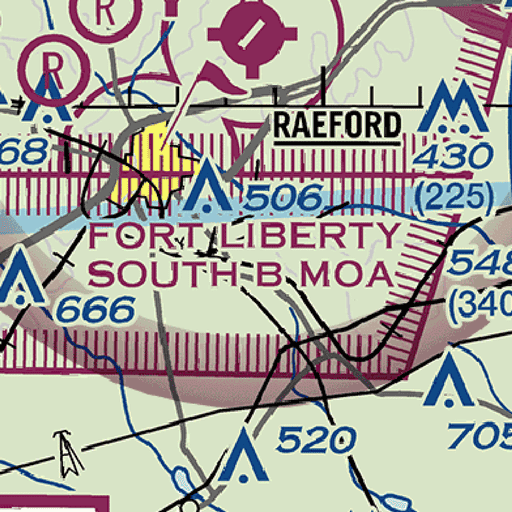 R
R
RAEFORD
68
430
(225)
506
FORT LIBERTY
SOUTH B MOA
548
(340
666
520
705